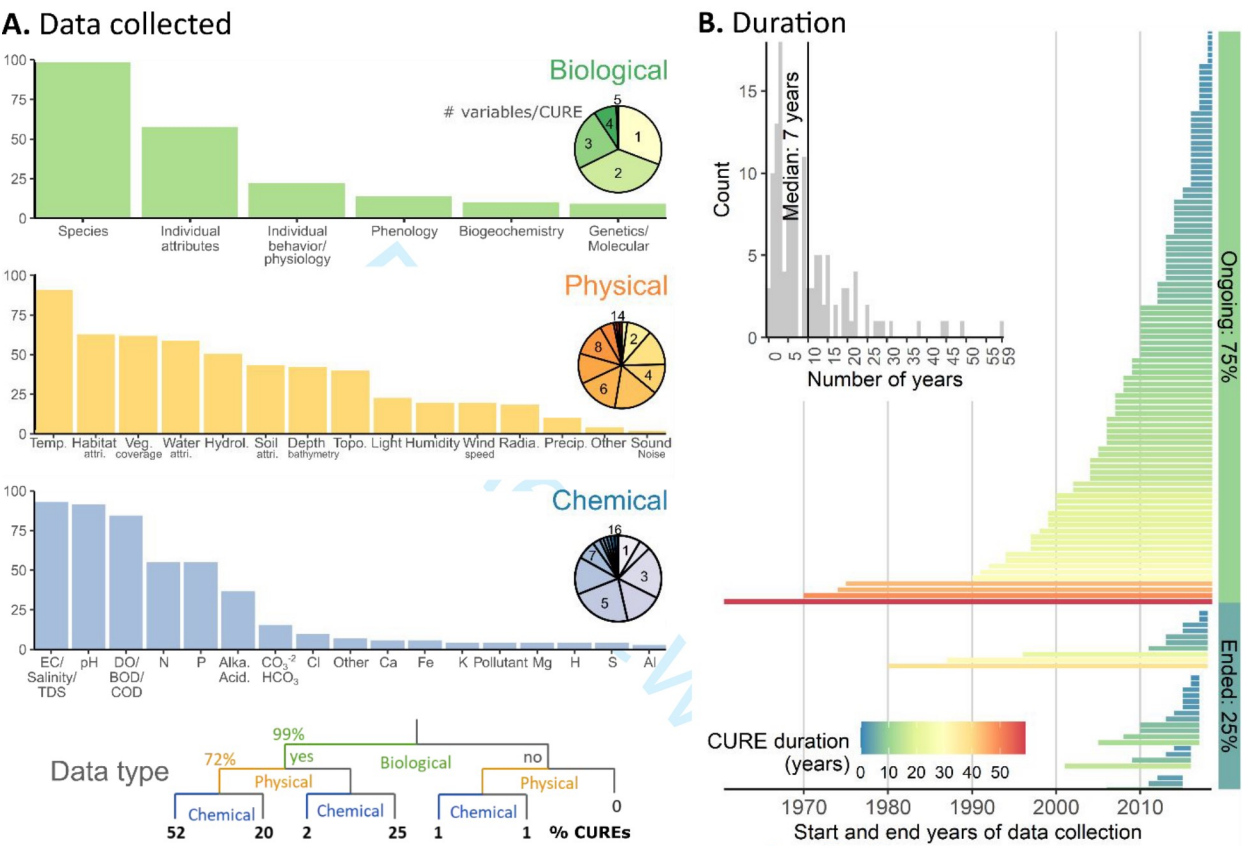 A. Data collected
100
75
50
25
0
Biological
# variables/CURE
5
4
1
3
2
Species
Individual
attributes
Individual
behavior/
physiology
Phenology
Biogeochemistry
Genetics/
Molecular
100
75
50
25
0
Physical
14
2
8
4
6
Temp.
Habitat
attri.
Veg.
coverage
Water
attri.
Hydrol.
Soil
attri.
Depth
bathymetry
Topo.
Light
Humidity
Wind
speed
Radia.
Precip.
Other
Sound
Noise
100
75
50
25
0
Chemical
16
7
1
3
5
EC/
Salinity/
TDS
pH
DO/
BOD/
COD
N
P
Alka.
Acid.
CO₃⁻²
HCO₃
Cl
Other
Ca
Fe
K
Pollutant
Mg
H
S
Al
Data type
99%
yes
Biological
no
72%
Physical
Physical
Chemical
Chemical
Chemical
0
52
20
2
25
1
1
% CUREs
B. Duration
15
10
5
0
Count
Median: 7 years
0 5 10 15 20 25 30 35 40 45 50 55 59
Number of years
Ongoing: 75%
Ended: 25%
CURE duration
(years)
0 10 20 30 40 50
1970 1980 1990 2000 2010
Start and end years of data collection